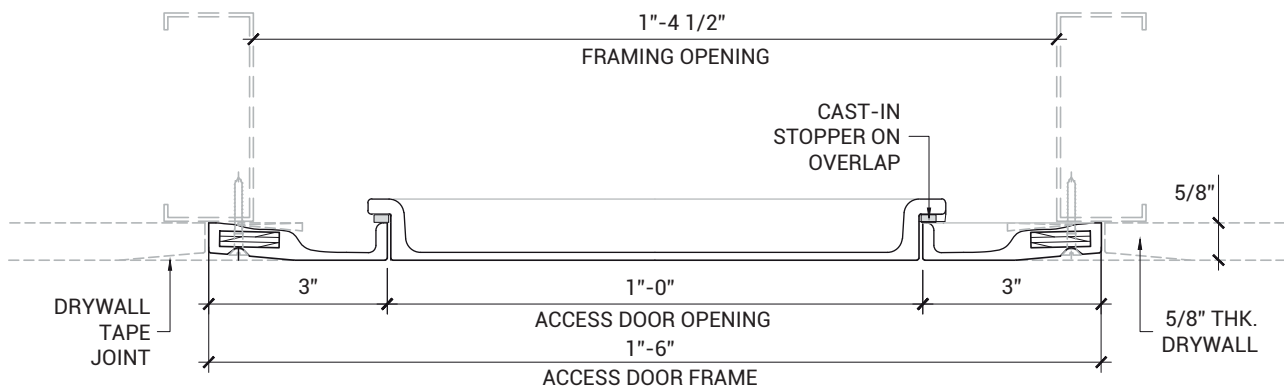 1"-4 1/2"
FRAMING OPENING
CAST-IN
STOPPER ON
OVERLAP
5/8"
3"
1"-0"
3"
ACCESS DOOR OPENING
DRYWALL
TAPE
JOINT
5/8" THK.
DRYWALL
1"-6"
ACCESS DOOR FRAME